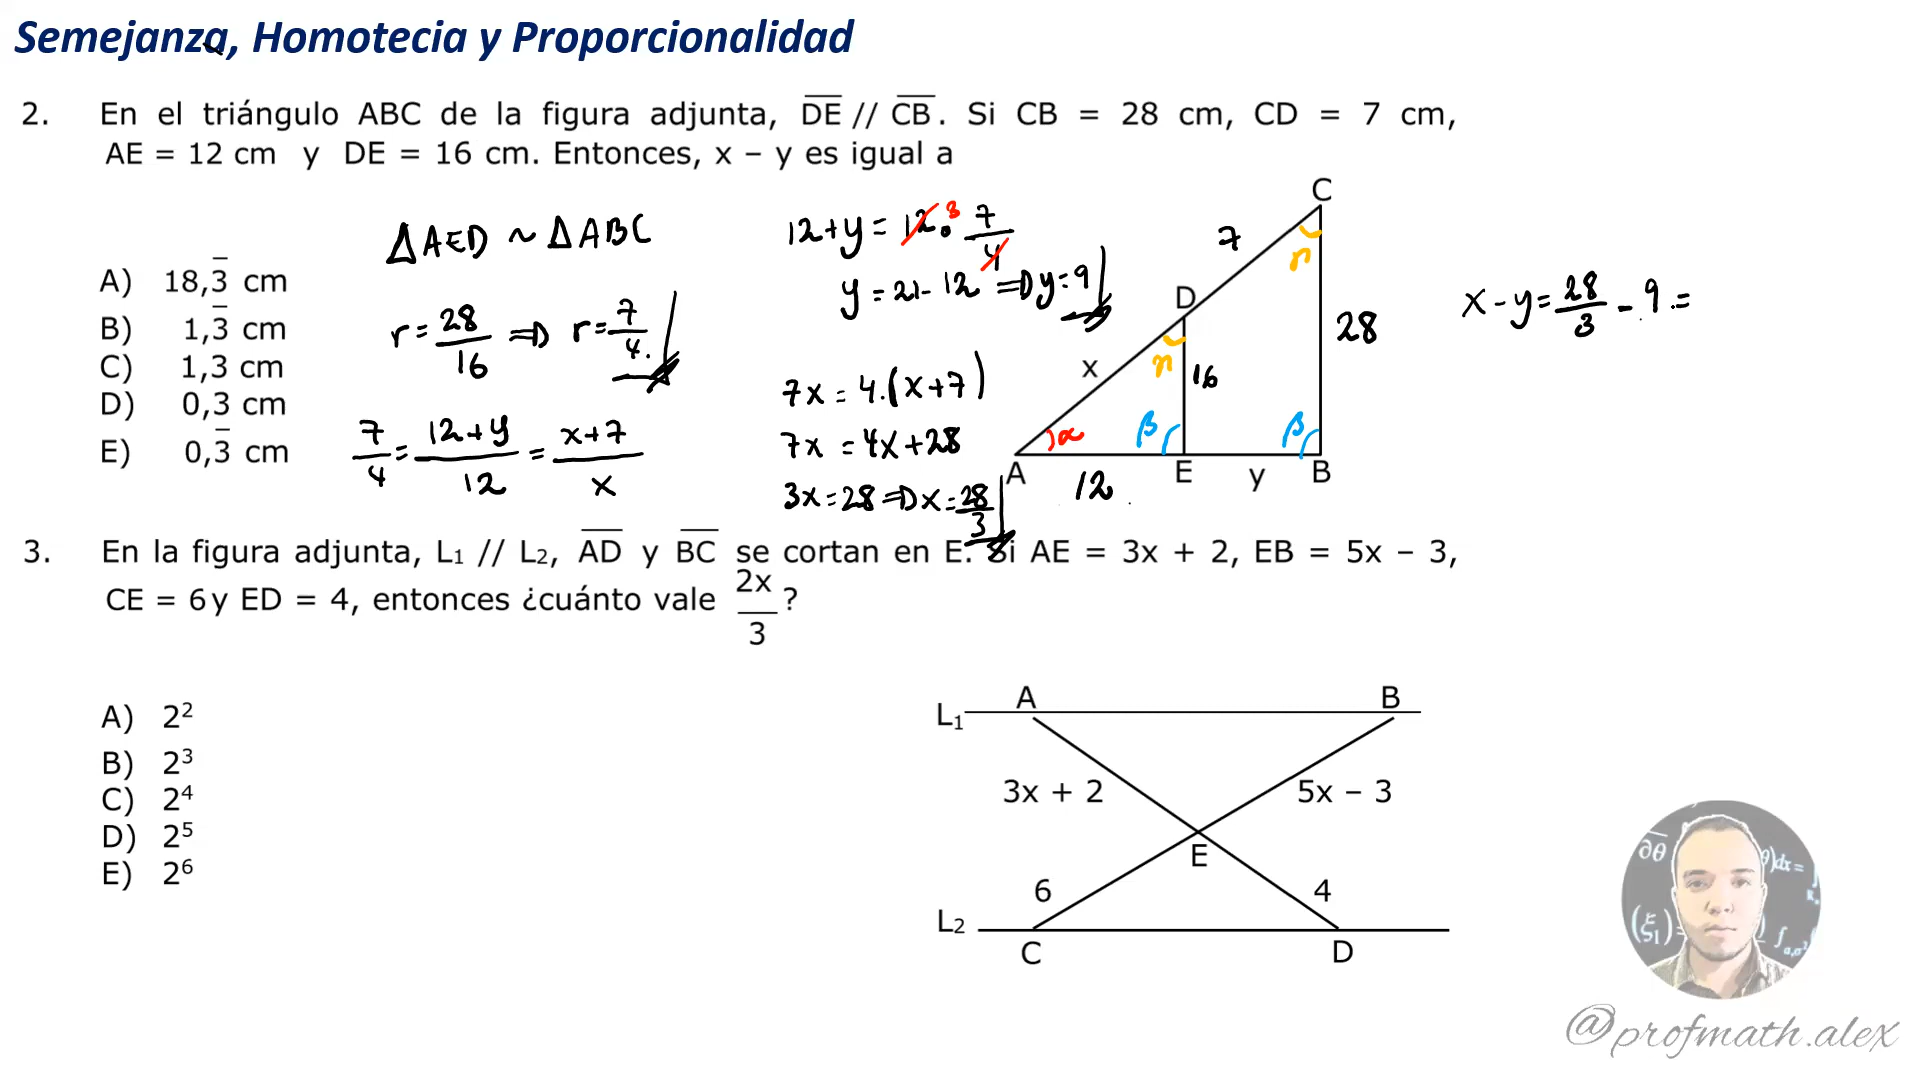 Semejanza, Homotecia y Proporcionalidad
2. En el triángulo ABC de la figura adjunta, D̅E̅ // C̅B̅. Si CB = 28 cm, CD = 7 cm,
AE = 12 cm y DE = 16 cm. Entonces, x – y es igual a
A) 18,3̅ cm
B) 1,3̅ cm
C) 1,3 cm
D) 0,3 cm
E) 0,3̅ cm
ΔAED ~ ΔABC
r = 28/16 ⇒ r = 7/4
7/4 = (12+y)/12 = (x+7)/x
12+y = 12 3 · 7/4
y = 21 - 12 ⇒ y = 9
7x = 4.(x+7)
7x = 4x+28
3x = 28 ⇒ x = 28/3
C
7
n
D
28
x
n
16
α
β
β
A
E
y
B
12
x - y = 28/3 - 9 =
3. En la figura adjunta, L₁ // L₂, A̅D̅ y B̅C̅ se cortan en E. Si AE = 3x + 2, EB = 5x – 3,
CE = 6 y ED = 4, entonces ¿cuánto vale 2x/3 ?
A) 2²
B) 2³
C) 2⁴
D) 2⁵
E) 2⁶
A
B
L₁
3x + 2
5x – 3
E
6
4
L₂
C
D
∂θ
)dx =
(ξ₁)
@profmath.alex